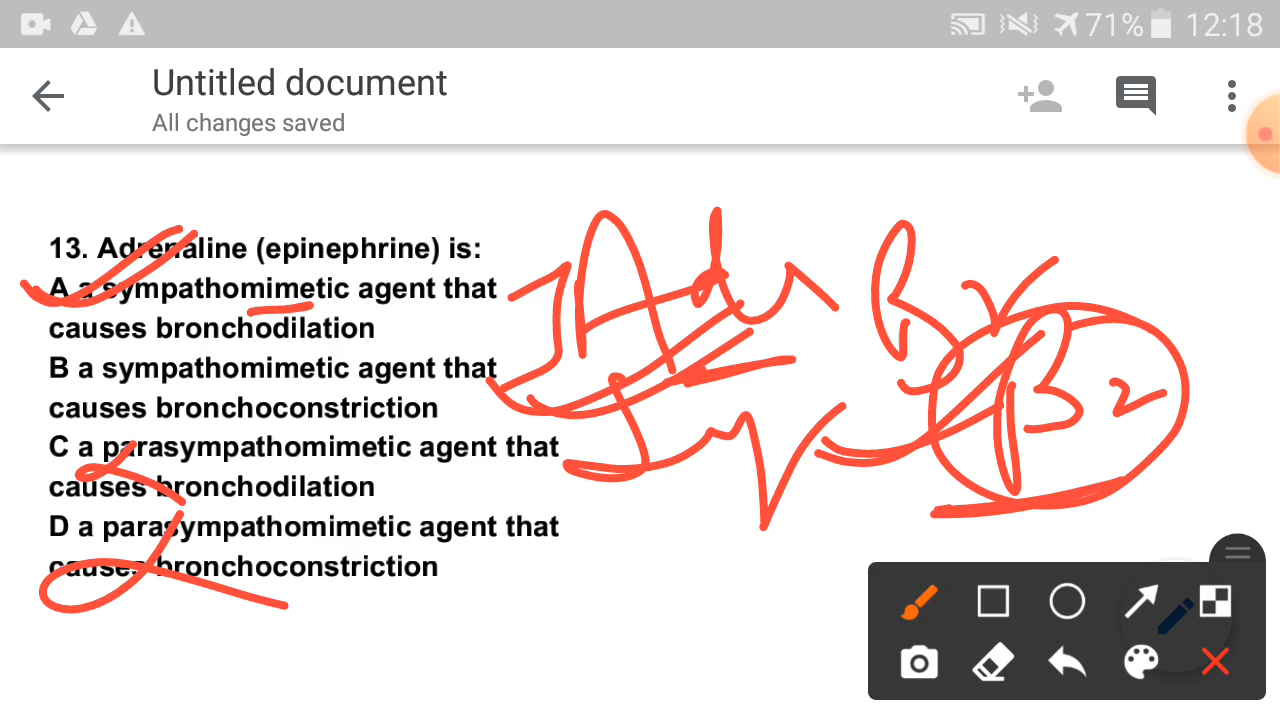 71% 12:18
Untitled document
All changes saved
13. Adrenaline (epinephrine) is:
A a sympathomimetic agent that
causes bronchodilation
B a sympathomimetic agent that
causes bronchoconstriction
C a parasympathomimetic agent that
causes bronchodilation
D a parasympathomimetic agent that
causes bronchoconstriction
β2